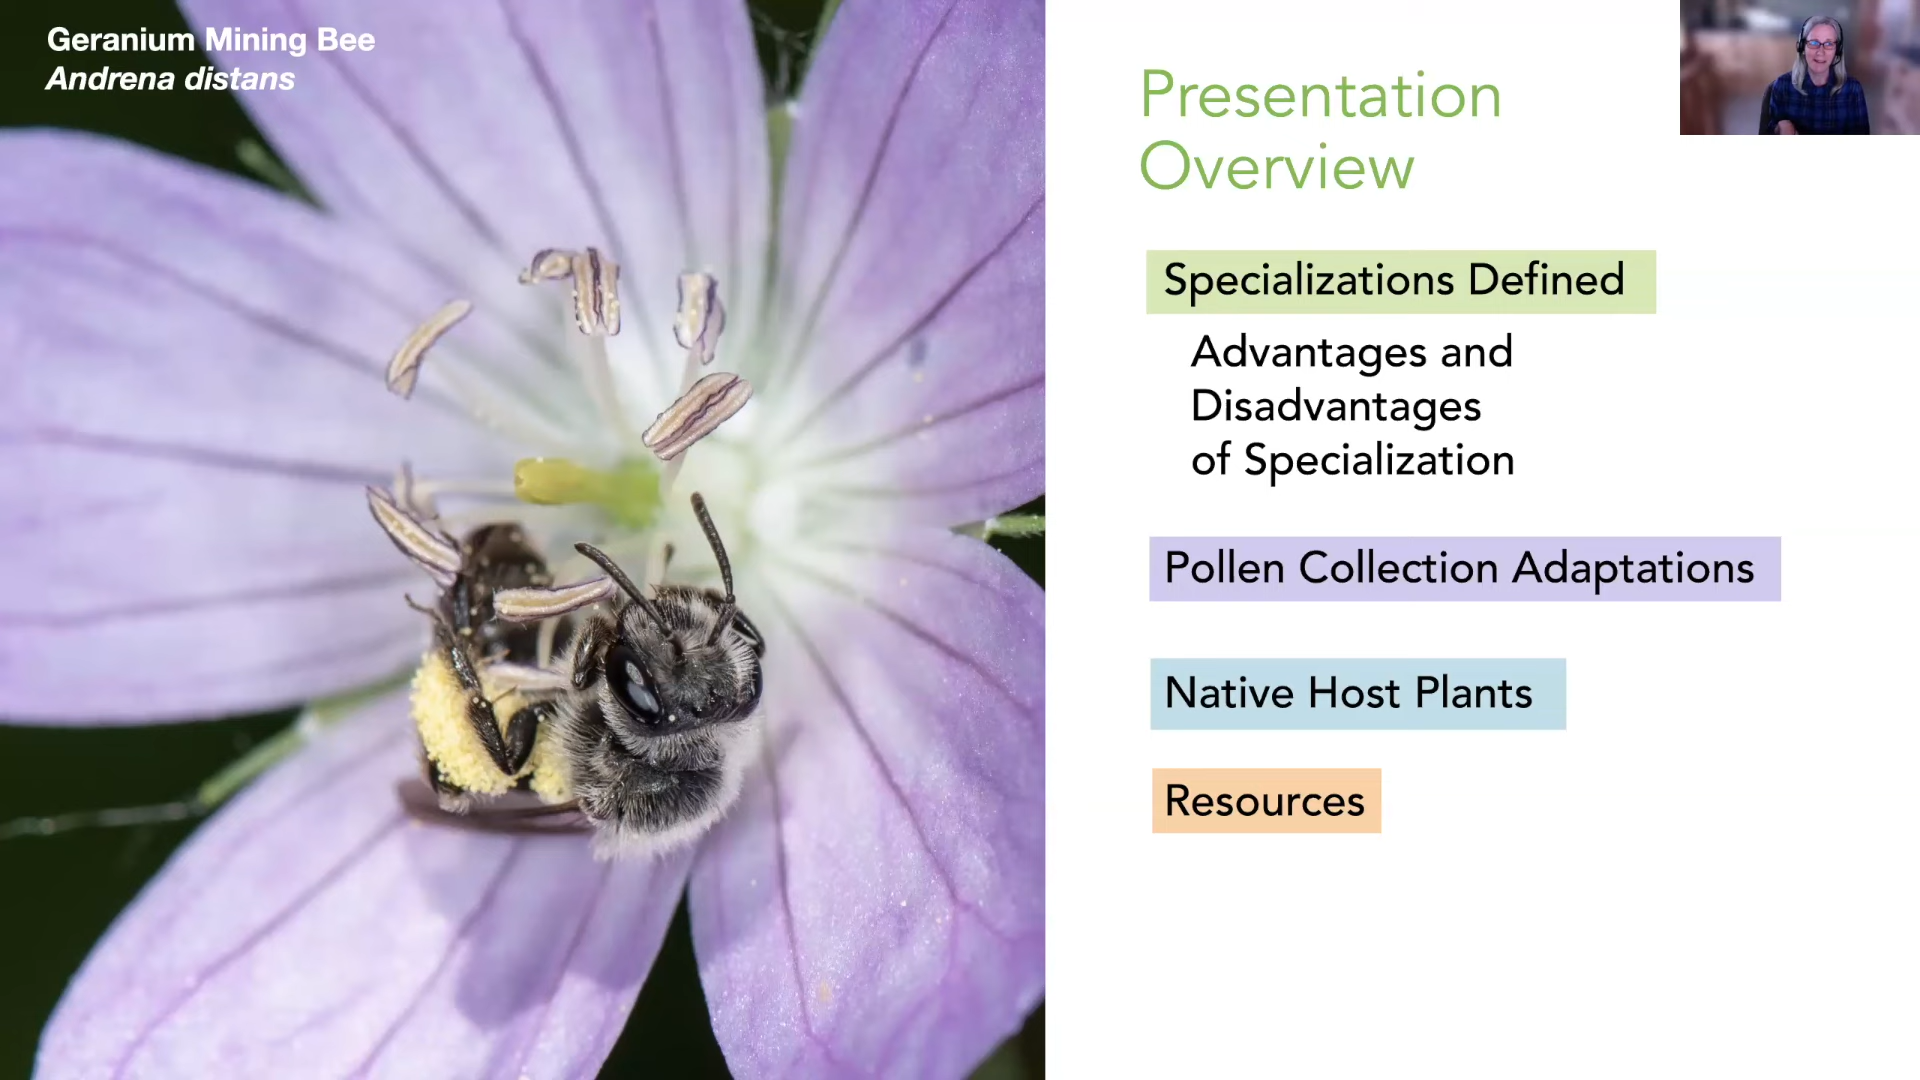 Geranium Mining Bee
Andrena distans
Presentation
Overview
Specializations Defined
Advantages and
Disadvantages
of Specialization
Pollen Collection Adaptations
Native Host Plants
Resources